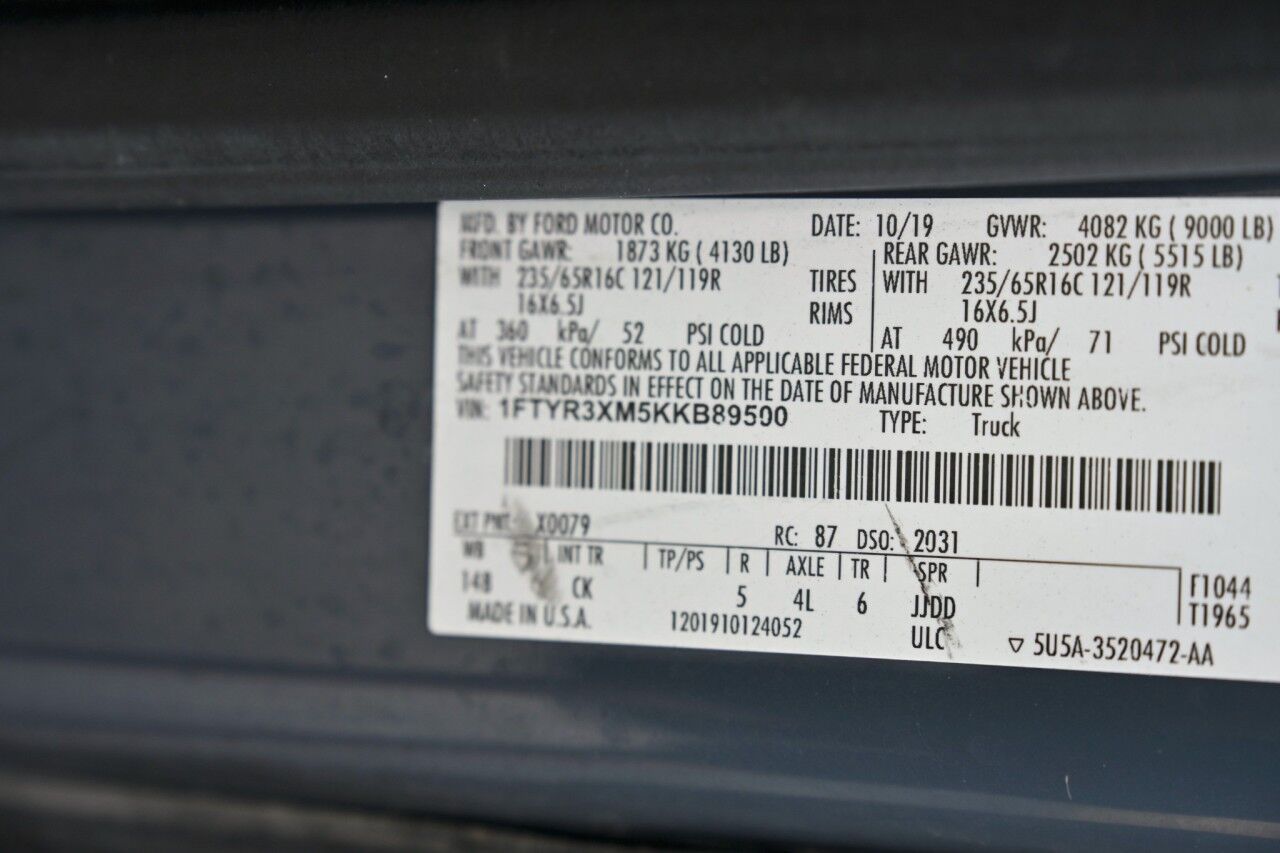 MFD. BY FORD MOTOR CO. DATE: 10/19 GVWR: 4082 KG ( 9000 LB)
FRONT GAWR: 1873 KG ( 4130 LB) REAR GAWR: 2502 KG ( 5515 LB)
WITH 235/65R16C 121/119R TIRES WITH 235/65R16C 121/119R
16X6.5J RIMS 16X6.5J
AT 360 kPa/ 52 PSI COLD AT 490 kPa/ 71 PSI COLD
THIS VEHICLE CONFORMS TO ALL APPLICABLE FEDERAL MOTOR VEHICLE
SAFETY STANDARDS IN EFFECT ON THE DATE OF MANUFACTURE SHOWN ABOVE.
VIN: 1FTYR3XM5KKB89500 TYPE: Truck
EXT PNT: X0079 RC: 87 DSO: 2031
WB INT TR TP/PS R AXLE TR SPR
148 CK 5 4L 6 JJDD F1044
MADE IN U.S.A. 1201910124052 T1965
ULC ▽ 5U5A-3520472-AA